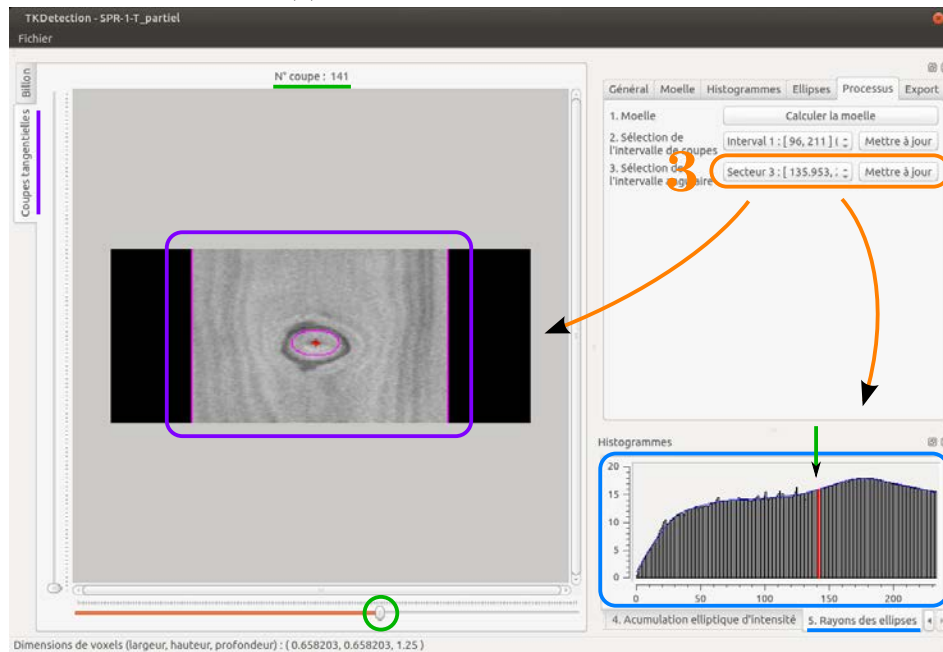 TKDetection - SPR-1-T_partiel
Fichier
Billon
Coupes tangentielles
N° coupe : 141
Général Moelle Histogrammes Ellipses Processus Export
1. Moelle Calculer la moelle
2. Sélection de l'intervalle de coupes Interval 1 : [ 96, 211 ] ( Mettre à jour
3. Sélection de l'intervalle angulaire Secteur 3 : [ 135.953, Mettre à jour
3
Histogrammes
20
15
10
5
0
0 50 100 150 200
4. Acumulation elliptique d'intensité 5. Rayons des ellipses
Dimensions de voxels (largeur, hauteur, profondeur) : ( 0.658203, 0.658203, 1.25 )